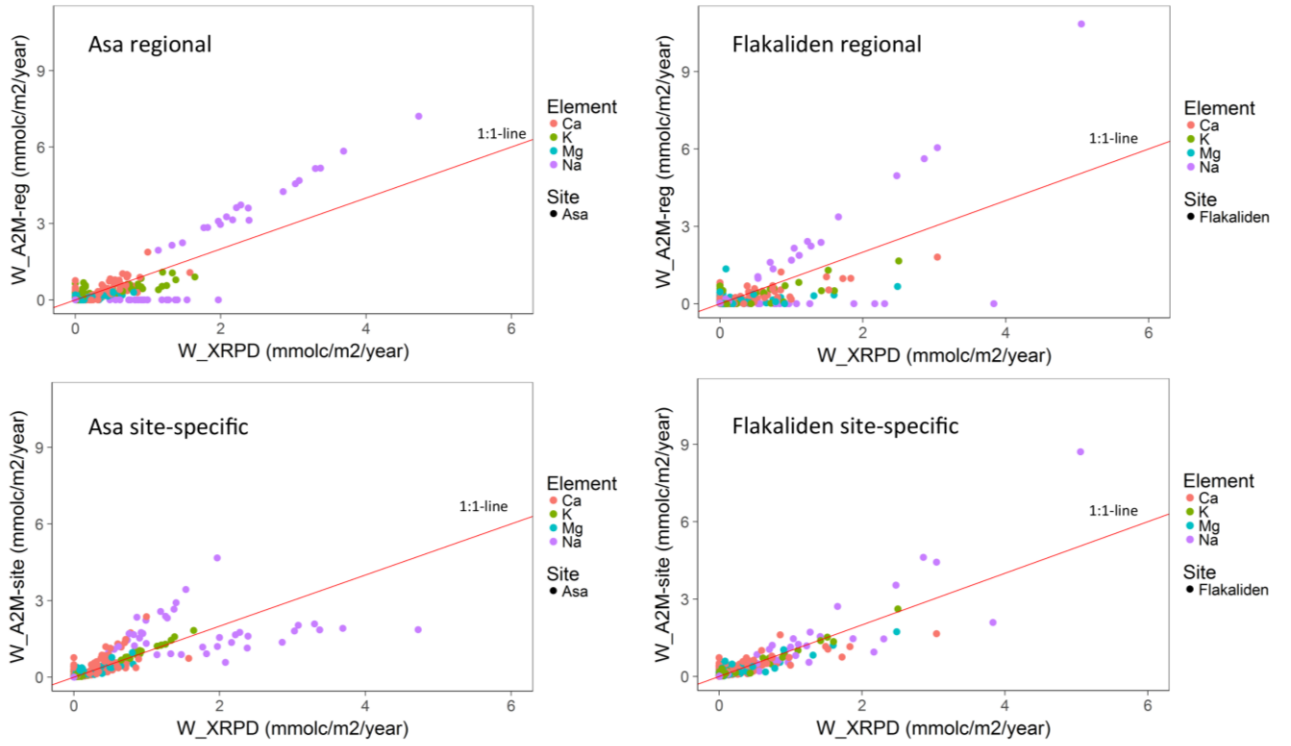 Asa regional
W_A2M-reg (mmolc/m2/year)
9
6
3
0
1:1-line
0 2 4 6
W_XRPD (mmolc/m2/year)
Element
Ca
K
Mg
Na
Site
Asa
Flakaliden regional
W_A2M-reg (mmolc/m2/year)
9
6
3
0
1:1-line
0 2 4 6
W_XRPD (mmolc/m2/year)
Element
Ca
K
Mg
Na
Site
Flakaliden
Asa site-specific
W_A2M-site (mmolc/m2/year)
9
6
3
0
1:1-line
0 2 4 6
W_XRPD (mmolc/m2/year)
Element
Ca
K
Mg
Na
Site
Asa
Flakaliden site-specific
W_A2M-site (mmolc/m2/year)
9
6
3
0
1:1-line
0 2 4 6
W_XRPD (mmolc/m2/year)
Element
Ca
K
Mg
Na
Site
Flakaliden